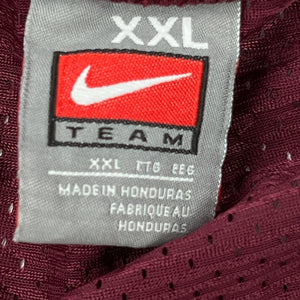 XXL
TEAM
XXL TTG EEG
MADE IN HONDURAS
FABRIQUE AU
HONDURAS